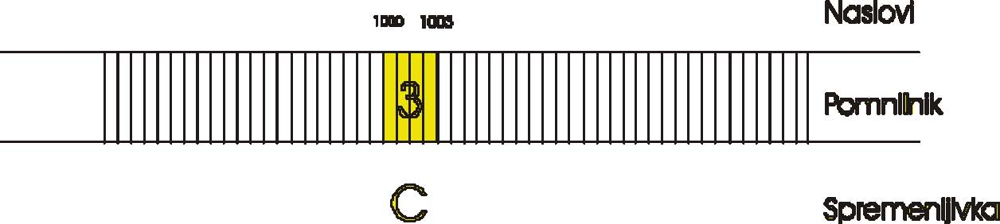 Naslovi
1000 1005
3 Pomnilnik
C
Spremenljivka